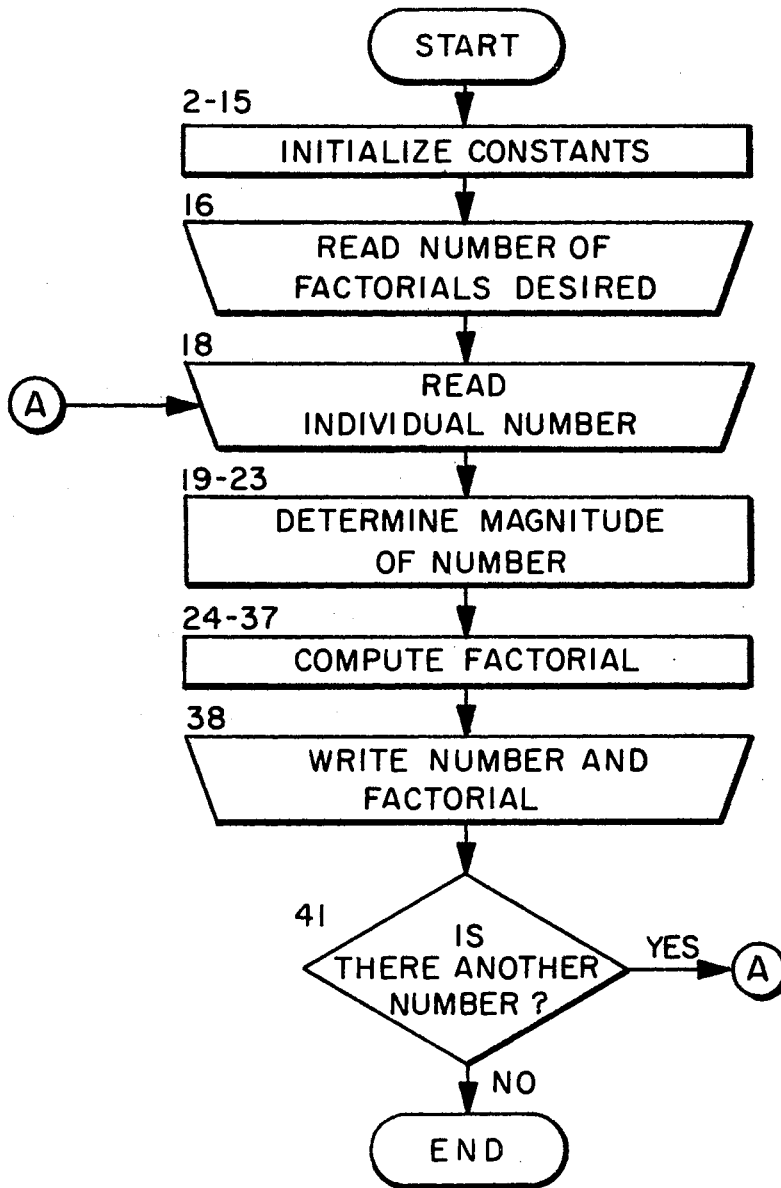 START
2-15
INITIALIZE CONSTANTS
16
READ NUMBER OF
FACTORIALS DESIRED
18
A
READ
INDIVIDUAL NUMBER
19-23
DETERMINE MAGNITUDE
OF NUMBER
24-37
COMPUTE FACTORIAL
38
WRITE NUMBER AND
FACTORIAL
41
IS
THERE ANOTHER
NUMBER ?
YES
A
NO
END